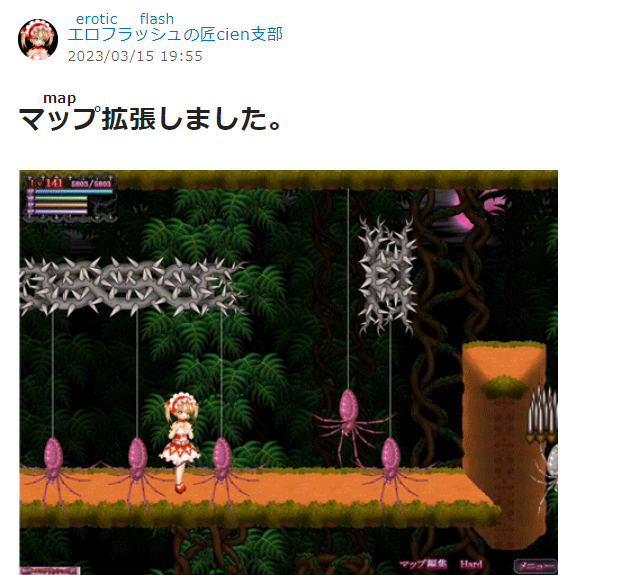 erotic flash
エロフラッシュの匠cien支部
2023/03/15 19:55
map
マップ拡張しました。
Lv 141 5803/5803
マップ編集 Hard メニュー